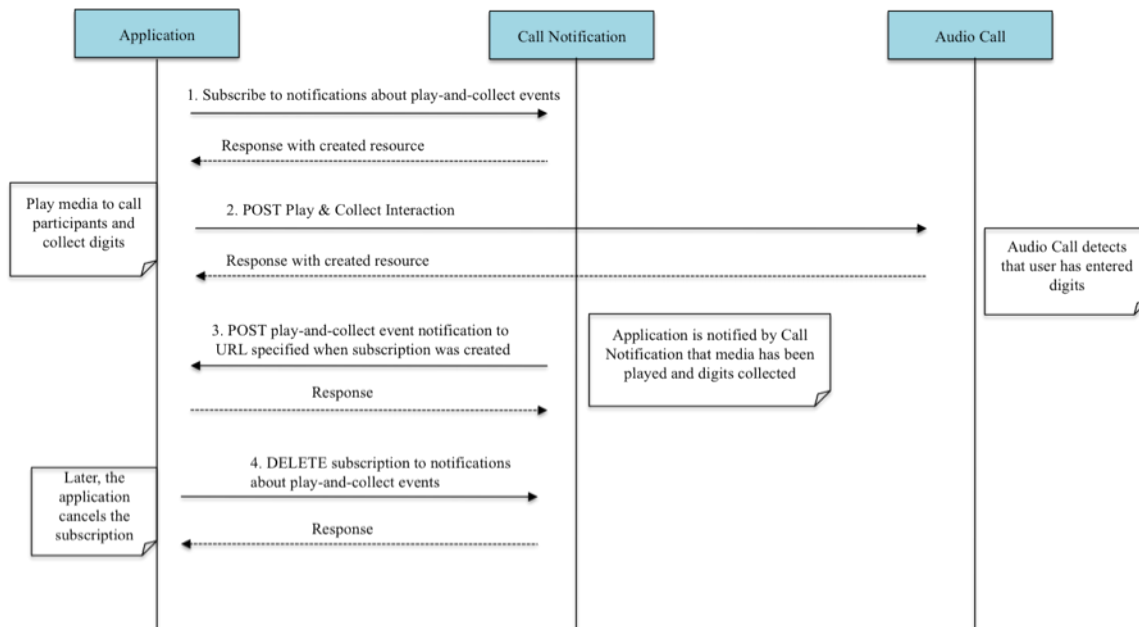 Application
Call Notification
Audio Call
1. Subscribe to notifications about play-and-collect events
Response with created resource
Play media to call
participants and
collect digits
2. POST Play & Collect Interaction
Response with created resource
Audio Call detects
that user has entered
digits
3. POST play-and-collect event notification to
URL specified when subscription was created
Application is notified by Call
Notification that media has been
played and digits collected
Response
4. DELETE subscription to notifications
about play-and-collect events
Later, the
application
cancels the
subscription
Response